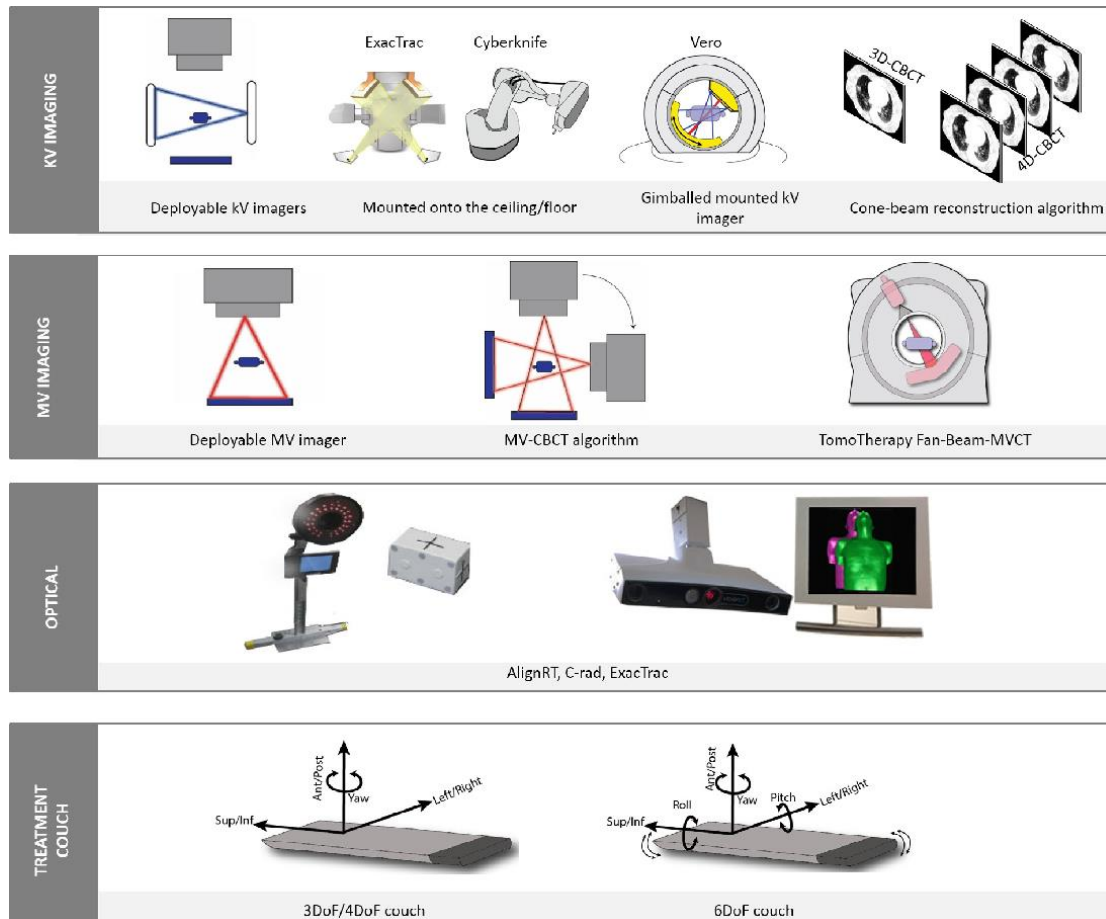 KV IMAGING
ExacTrac
Cyberknife
Vero
3D-CBCT
4D-CBCT
Deployable kV imagers
Mounted onto the ceiling/floor
Gimballed mounted kV
imager
Cone-beam reconstruction algorithm
MV IMAGING
Deployable MV imager
MV-CBCT algorithm
TomoTherapy Fan-Beam-MVCT
OPTICAL
AlignRT, C-rad, ExacTrac
TREATMENT
COUCH
Ant/Post
Yaw
Left/Right
Sup/Inf
3DoF/4DoF couch
Ant/Post
Yaw
Pitch
Left/Right
Roll
Sup/Inf
6DoF couch